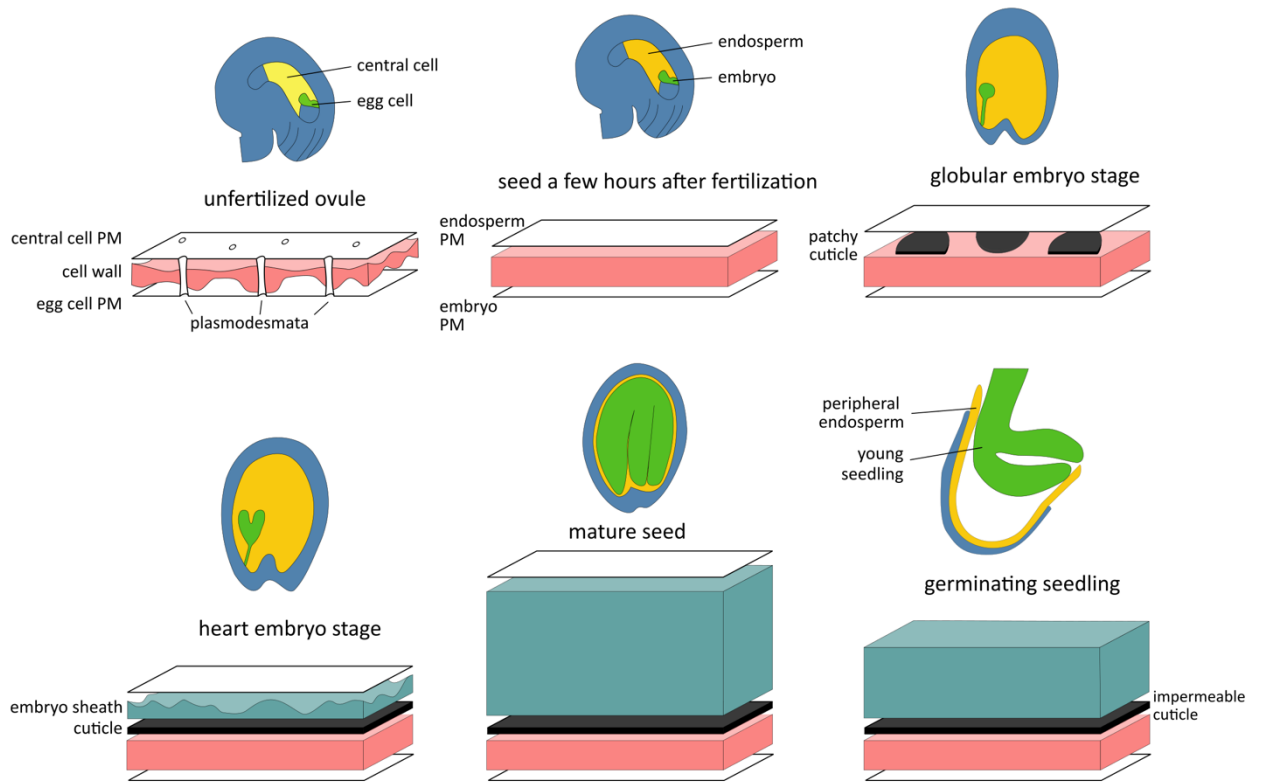 central cell
egg cell
unfertilized ovule
central cell PM
cell wall
egg cell PM
plasmodesmata
endosperm
embryo
seed a few hours after fertilization
endosperm
PM
embryo
PM
globular embryo stage
patchy
cuticle
heart embryo stage
embryo sheath
cuticle
mature seed
peripheral
endosperm
young
seedling
germinating seedling
impermeable
cuticle